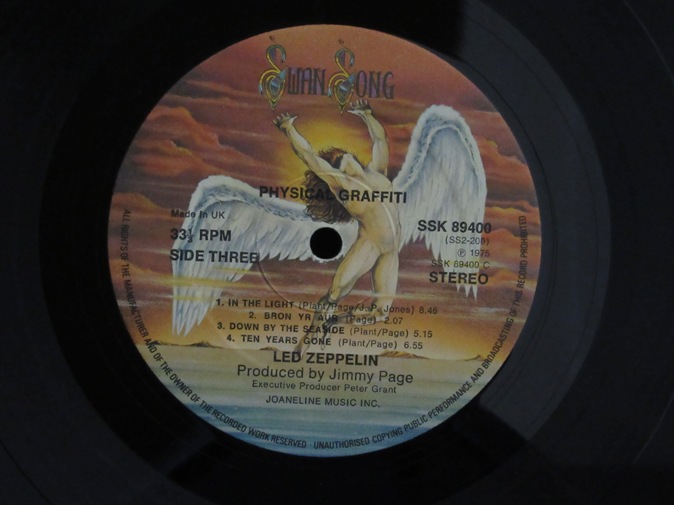 SWAN SONG
PHYSICAL GRAFFITI
Made in UK
33⅓ RPM
SIDE THREE
SSK 89400
(SS2-200)
℗ 1975
SSK 89400 C
STEREO
1. IN THE LIGHT (Plant/Page/J.P. Jones) 8.46
2. BRON YR AUR (Page) 2.07
3. DOWN BY THE SEASIDE (Plant/Page) 5.15
4. TEN YEARS GONE (Plant/Page) 6.55
LED ZEPPELIN
Produced by Jimmy Page
Executive Producer Peter Grant
JOANELINE MUSIC INC.
ALL RIGHTS OF THE MANUFACTURER AND OF THE OWNER OF THE RECORDED WORK RESERVED · UNAUTHORISED COPYING PUBLIC PERFORMANCE AND BROADCASTING OF THIS RECORD PROHIBITED